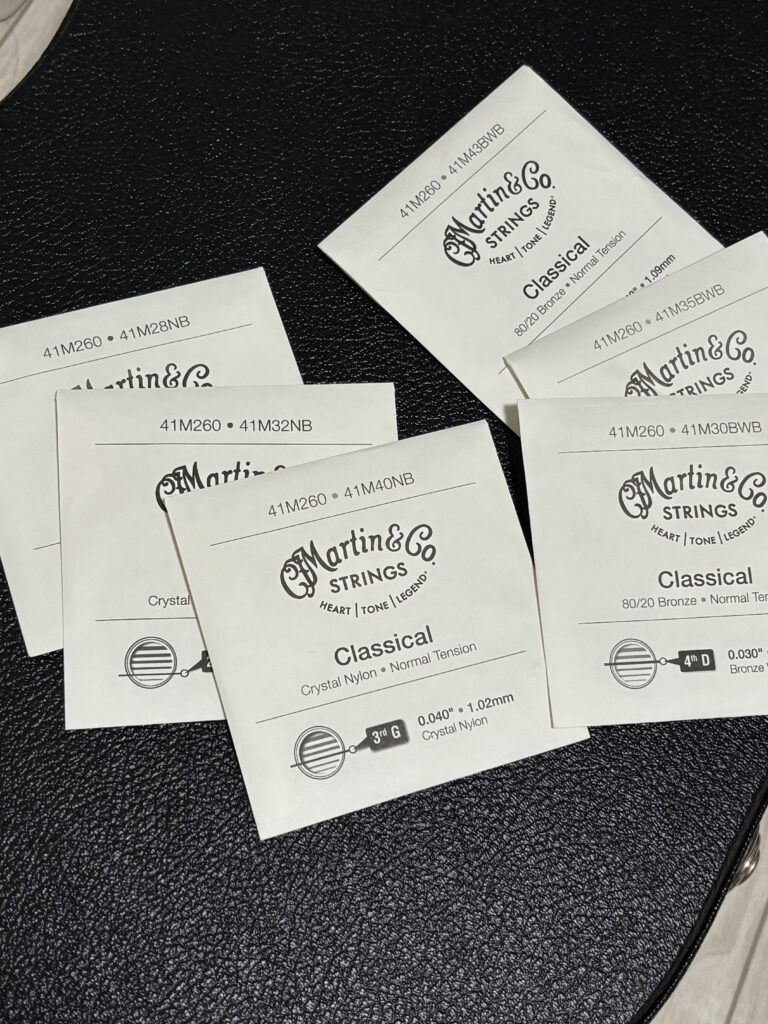 41M260 • 41M43BWB
Martin & Co.
STRINGS
HEART | TONE | LEGEND
Classical
80/20 Bronze • Normal Tension
1.09mm
41M260 • 41M35BWB
Martin & Co.
STRINGS
41M260 • 41M30BWB
Martin & Co.
STRINGS
HEART | TONE | LEGEND
Classical
80/20 Bronze • Normal
4th D
0.030" •
Bronze
41M260 • 41M28NB
Martin & Co.
41M260 • 41M32NB
Martin &
Crystal
41M260 • 41M40NB
Martin & Co.
STRINGS
HEART | TONE | LEGEND®
Classical
Crystal Nylon • Normal Tension
3rd G
0.040" • 1.02mm
Crystal Nylon